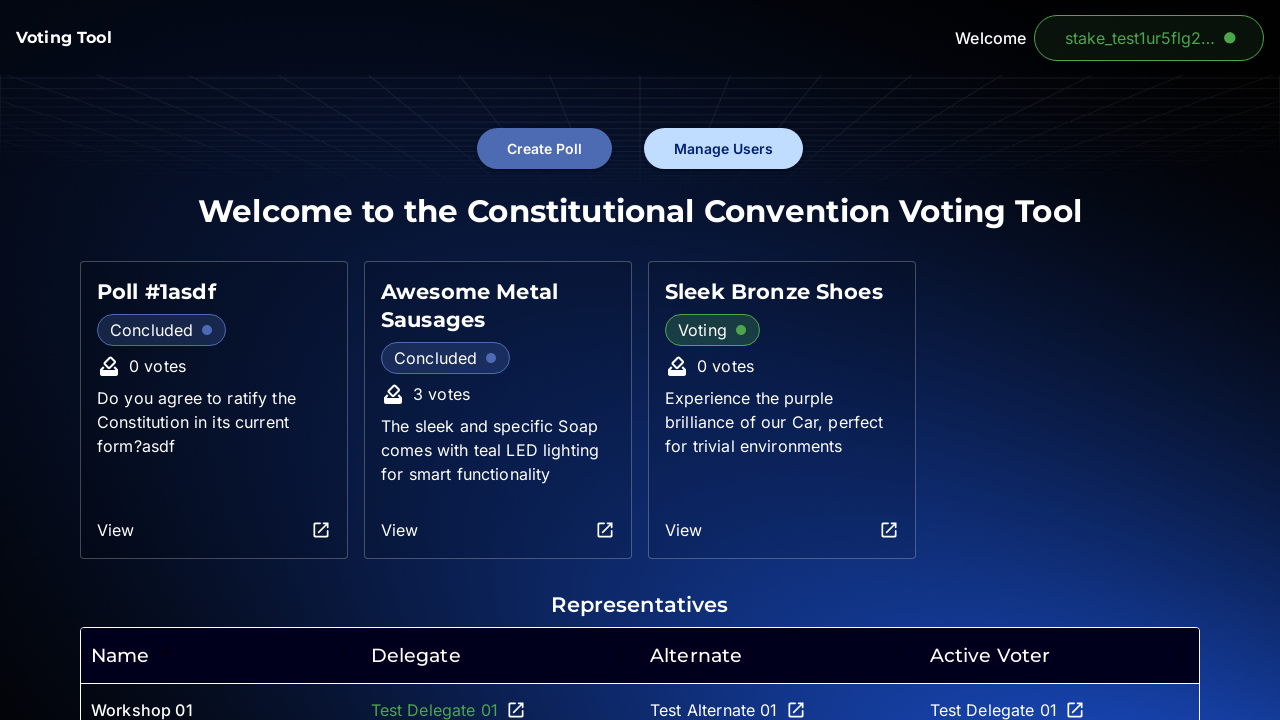 Voting Tool
Welcome
stake_test1ur5flg2...
Create Poll
Manage Users
Welcome to the Constitutional Convention Voting Tool
Poll #1asdf
Concluded
0 votes
Do you agree to ratify the
Constitution in its current
form?asdf
View
Awesome Metal
Sausages
Concluded
3 votes
The sleek and specific Soap
comes with teal LED lighting
for smart functionality
View
Sleek Bronze Shoes
Voting
0 votes
Experience the purple
brilliance of our Car, perfect
for trivial environments
View
Representatives
Name Delegate Alternate Active Voter
Workshop 01 Test Delegate 01 Test Alternate 01 Test Delegate 01